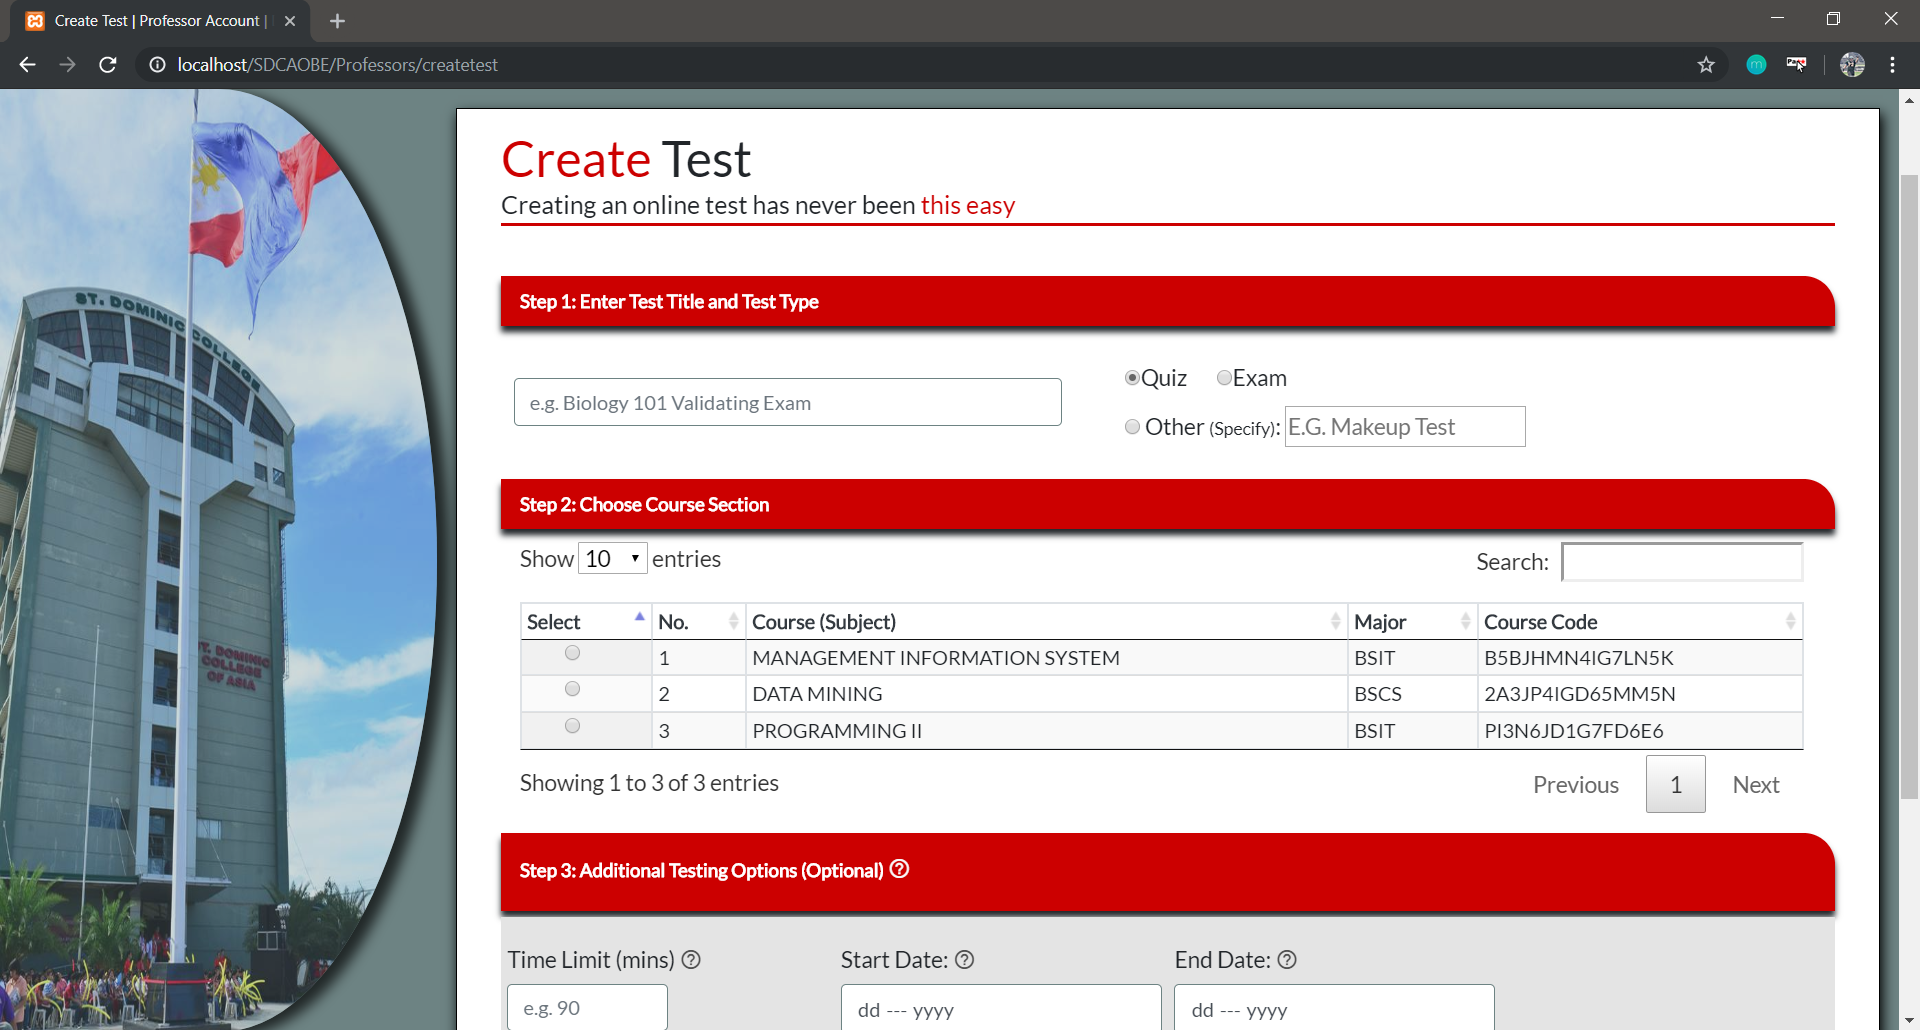 Create Test | Professor Account |
localhost/SDCAOBE/Professors/createtest
ST. DOMINIC COLLEGE
ST. DOMINIC
COLLEGE
OF ASIA
Create Test
Creating an online test has never been this easy
Step 1: Enter Test Title and Test Type
e.g. Biology 101 Validating Exam
Quiz Exam
Other (Specify): E.G. Makeup Test
Step 2: Choose Course Section
Show 10 entries Search:
Select No. Course (Subject) Major Course Code
1 MANAGEMENT INFORMATION SYSTEM BSIT B5BJHMN4IG7LN5K
2 DATA MINING BSCS 2A3JP4IGD65MM5N
3 PROGRAMMING II BSIT PI3N6JD1G7FD6E6
Showing 1 to 3 of 3 entries Previous 1 Next
Step 3: Additional Testing Options (Optional) ?
Time Limit (mins) ? Start Date: ? End Date: ?
e.g. 90 dd --- yyyy dd --- yyyy